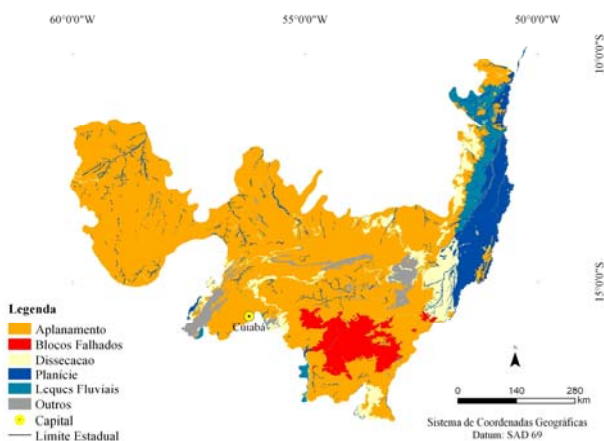 60°0'0"W
55°0'0"W
50°0'0"W
10°0'0"S
15°0'0"S
Cuiabá
Legenda
Aplanamento
Blocos Falhados
Dissecacao
Planície
Leques Fluviais
Outros
Capital
Limite Estadual
0 140 280
km
Sistema de Coordenadas Geográficas
Datum: SAD 69